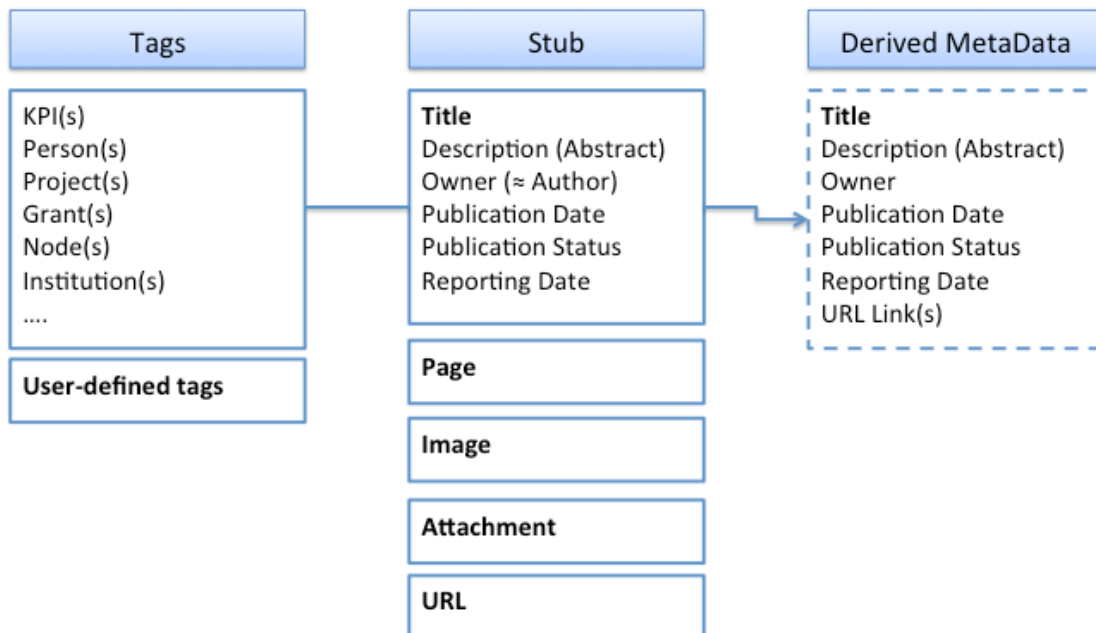 Tags
KPI(s)
Person(s)
Project(s)
Grant(s)
Node(s)
Institution(s)
....
User-defined tags
Stub
Title
Description (Abstract)
Owner (≈ Author)
Publication Date
Publication Status
Reporting Date
Page
Image
Attachment
URL
Derived MetaData
Title
Description (Abstract)
Owner
Publication Date
Publication Status
Reporting Date
URL Link(s)